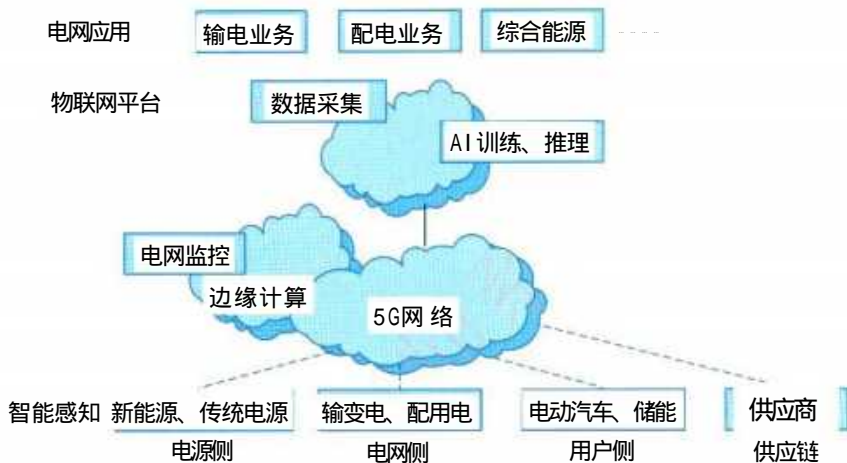 电网应用 输电业务 配电业务 综合能源
物联网平台 数据采集
AI训练、推理
电网监控
边缘计算
5G网络
智能感知 新能源、传统电源 输变电、配用电 电动汽车、储能 供应商
电源侧 电网侧 用户侧 供应链